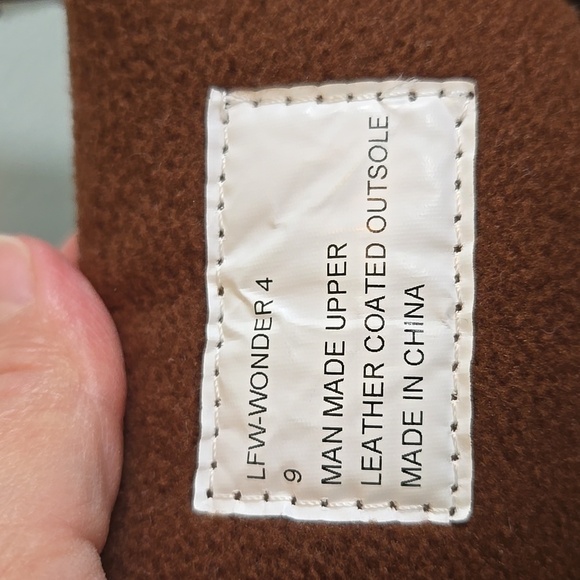 LFW-WONDER 4
9
MAN MADE UPPER
LEATHER COATED OUTSOLE
MADE IN CHINA